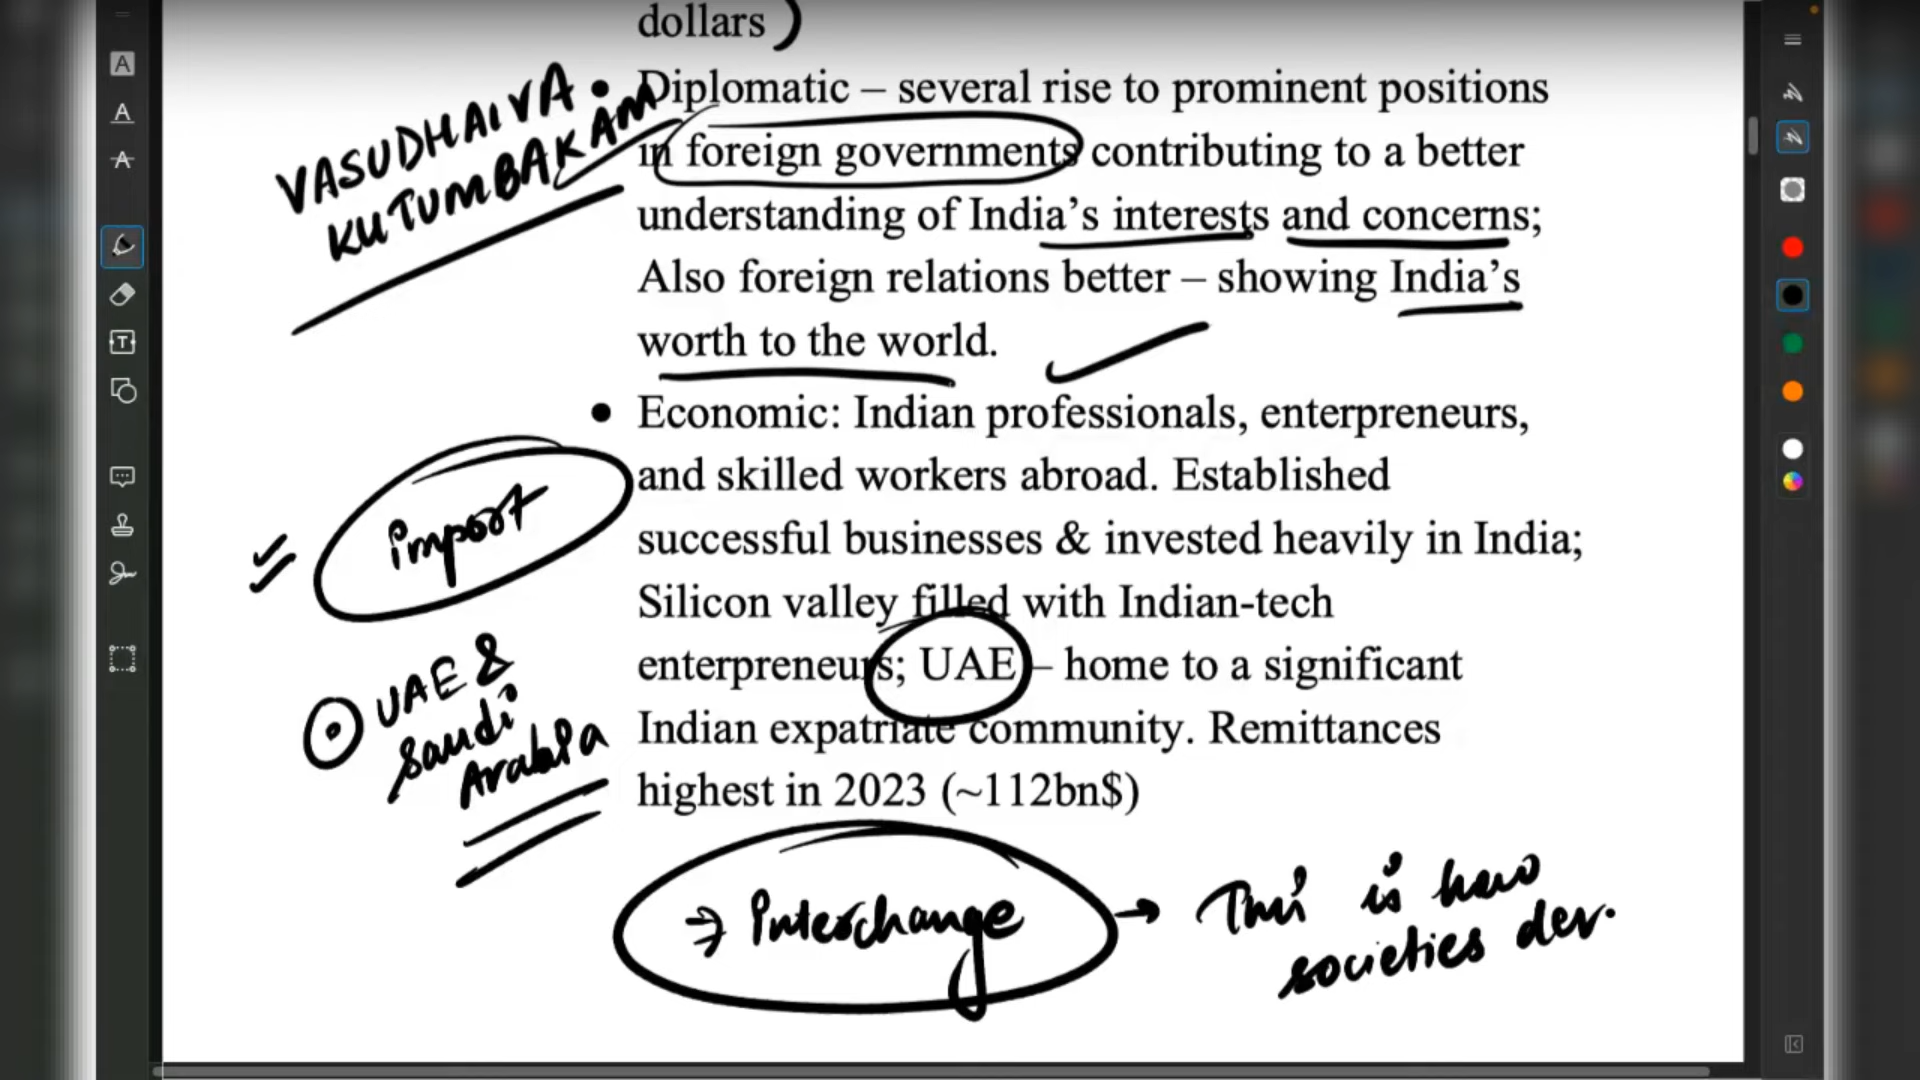 dollars)
• Diplomatic – several rise to prominent positions
in foreign governments contributing to a better
understanding of India's interests and concerns;
Also foreign relations better – showing India's
worth to the world.
VASUDHAIVA
KUTUMBAKAM
• Economic: Indian professionals, enterpreneurs,
and skilled workers abroad. Established
successful businesses & invested heavily in India;
Silicon valley filled with Indian-tech
enterpreneurs; UAE – home to a significant
Indian expatriate community. Remittances
highest in 2023 (~112bn$)
import
UAE &
Saudi
Arabia
→ Interchange → This is how
societies dev.